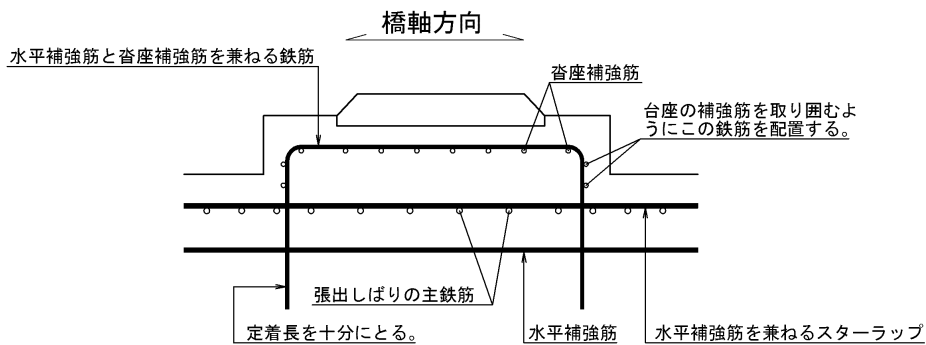 橋軸方向
水平補強筋と沓座補強筋を兼ねる鉄筋
沓座補強筋
台座の補強筋を取り囲むよ
うにこの鉄筋を配置する。
張出しばりの主鉄筋
定着長を十分にとる。
水平補強筋
水平補強筋を兼ねるスターラップ